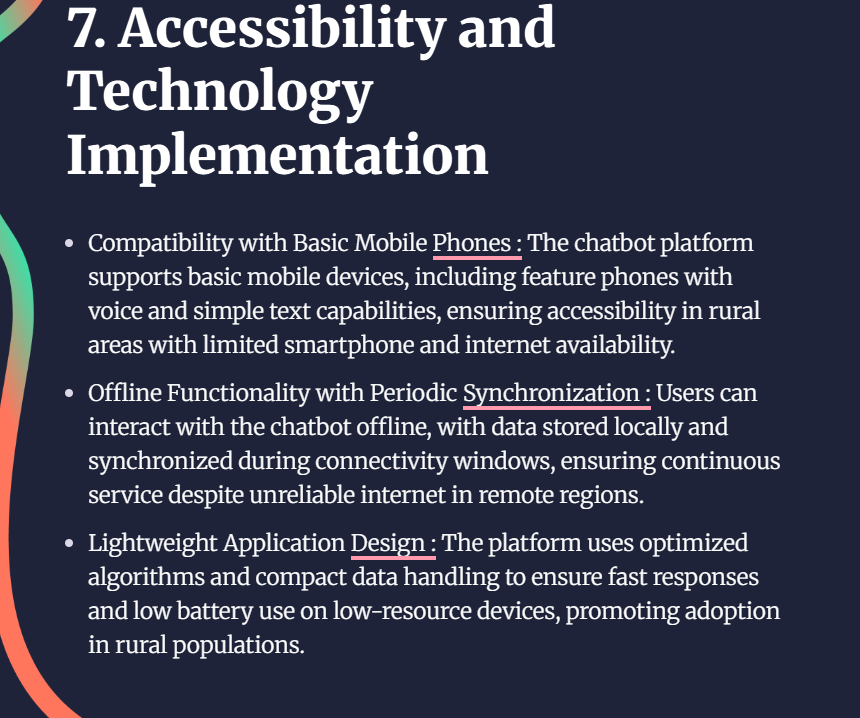 7. Accessibility and
Technology
Implementation
• Compatibility with Basic Mobile Phones : The chatbot platform
supports basic mobile devices, including feature phones with
voice and simple text capabilities, ensuring accessibility in rural
areas with limited smartphone and internet availability.
• Offline Functionality with Periodic Synchronization : Users can
interact with the chatbot offline, with data stored locally and
synchronized during connectivity windows, ensuring continuous
service despite unreliable internet in remote regions.
• Lightweight Application Design : The platform uses optimized
algorithms and compact data handling to ensure fast responses
and low battery use on low-resource devices, promoting adoption
in rural populations.